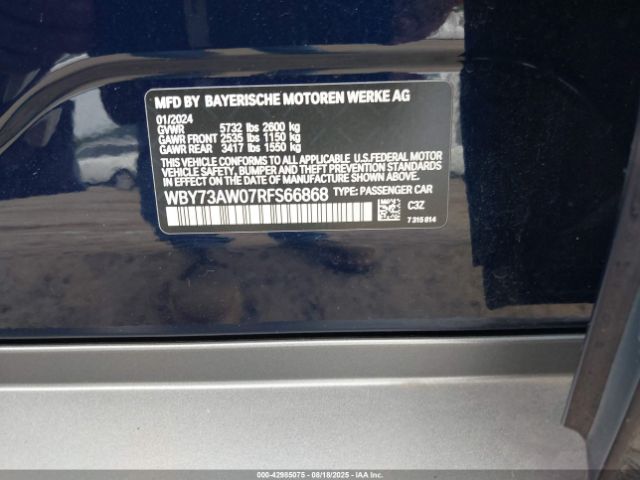 MFD BY BAYERISCHE MOTOREN WERKE AG
01/2024
GVWR 5732 lbs 2600 kg
GAWR FRONT 2535 lbs 1150 kg
GAWR REAR 3417 lbs 1550 kg
THIS VEHICLE CONFORMS TO ALL APPLICABLE U.S. FEDERAL MOTOR
VEHICLE SAFETY, BUMPER AND THEFT PREVENTION STANDARDS
IN EFFECT ON THE DATE OF MANUFACTURE SHOWN ABOVE.
WBY73AW07RFS66868 TYPE: PASSENGER CAR
C3Z
7 315 814
000-42985075 08/18/2025 Copyright IAA